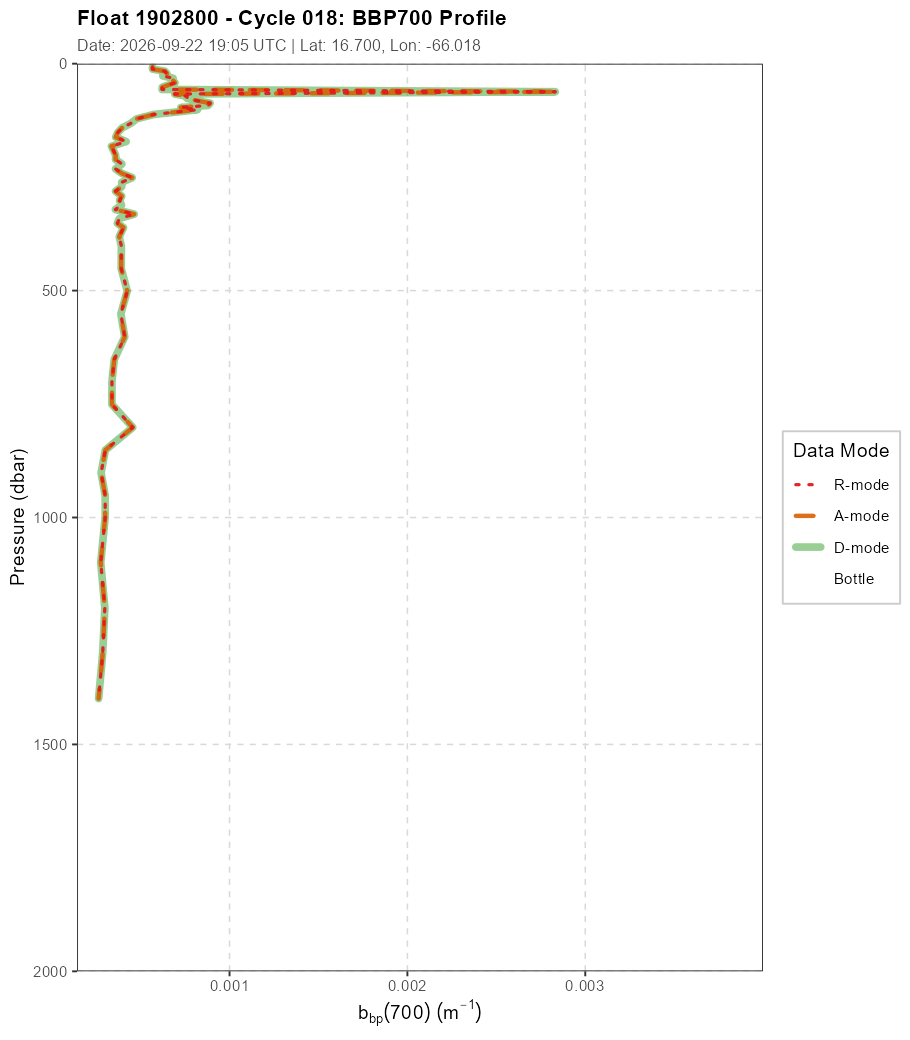 Float 1902800 - Cycle 018: BBP700 Profile
Date: 2026-09-22 19:05 UTC | Lat: 16.700, Lon: -66.018
0
500
1000
1500
2000
Pressure (dbar)
0.001
0.002
0.003
b_bp(700) (m⁻¹)
Data Mode
R-mode
A-mode
D-mode
Bottle